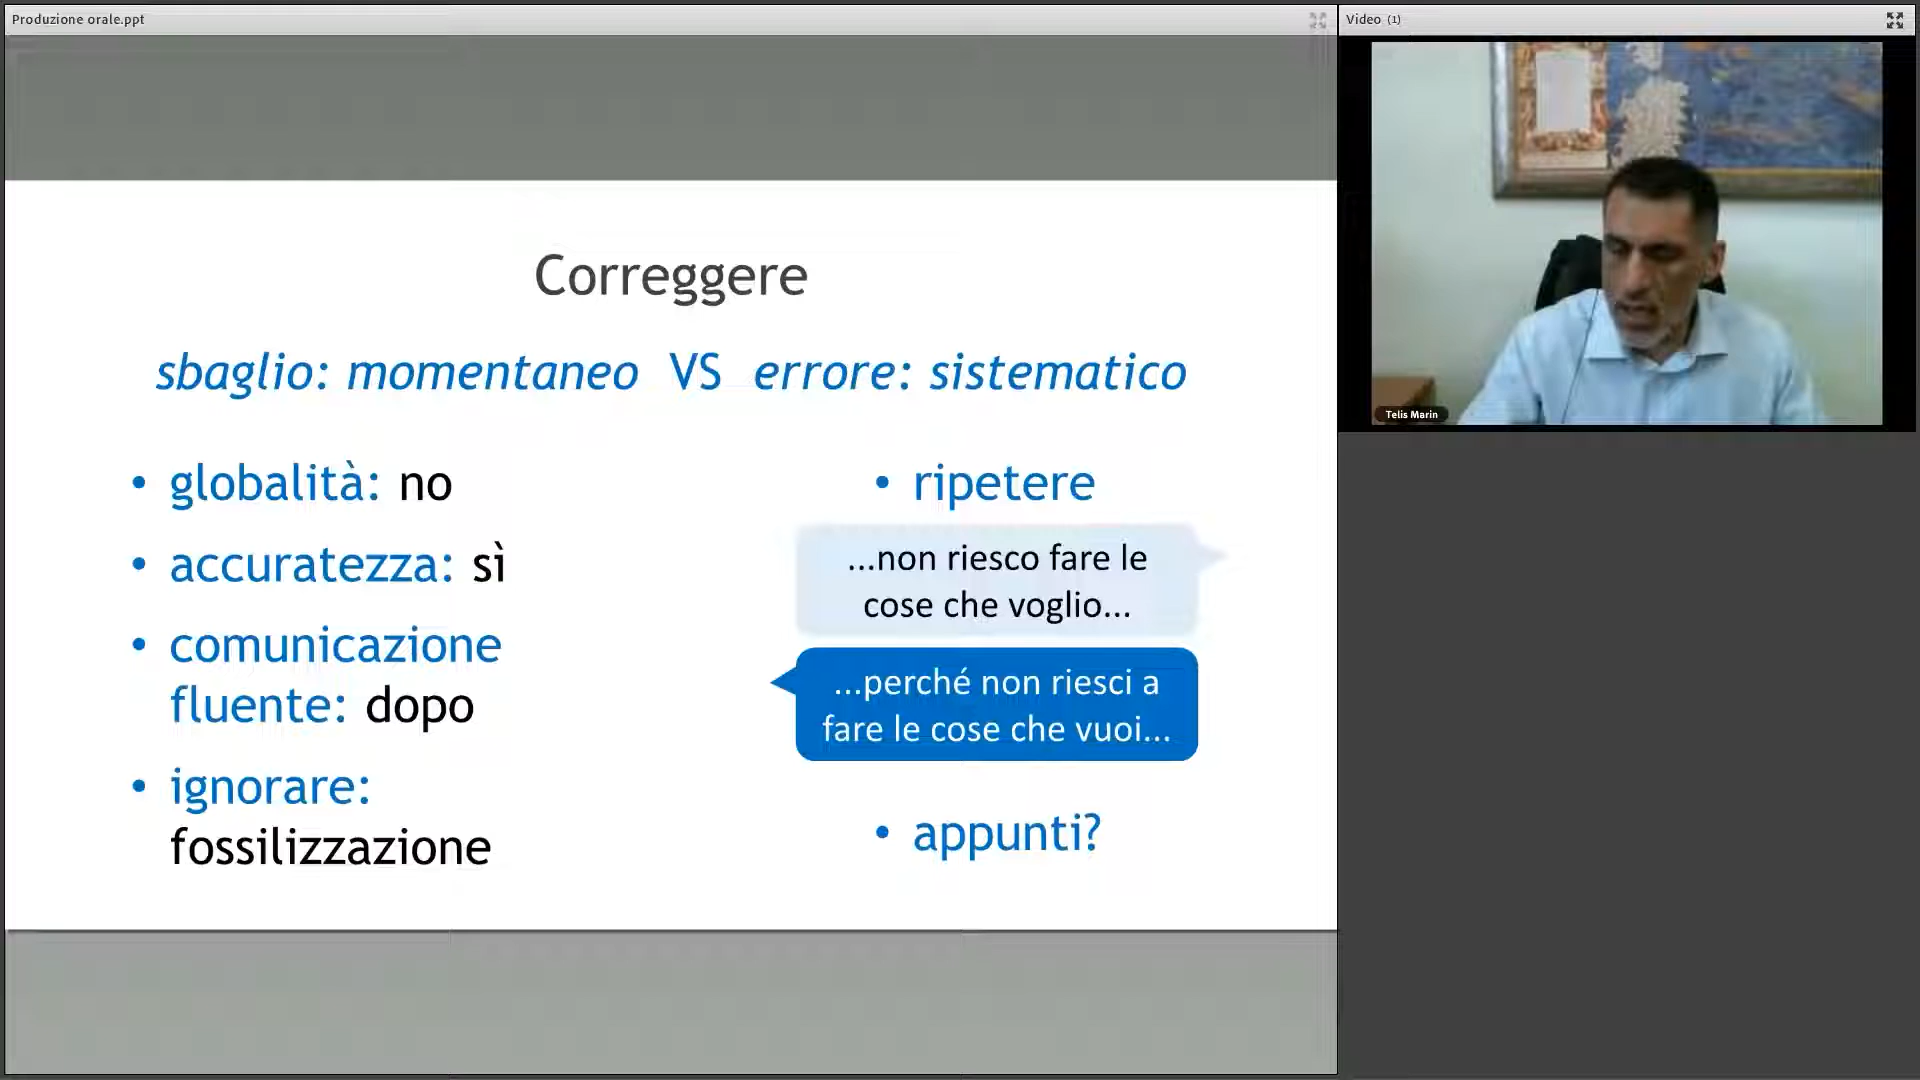 Produzione orale.ppt
Video (1)
Telis Marin
Correggere
sbaglio: momentaneo VS errore: sistematico
• globalità: no
• accuratezza: sì
• comunicazione
fluente: dopo
• ignorare:
fossilizzazione
• ripetere
...non riesco fare le
cose che voglio...
...perché non riesci a
fare le cose che vuoi...
• appunti?